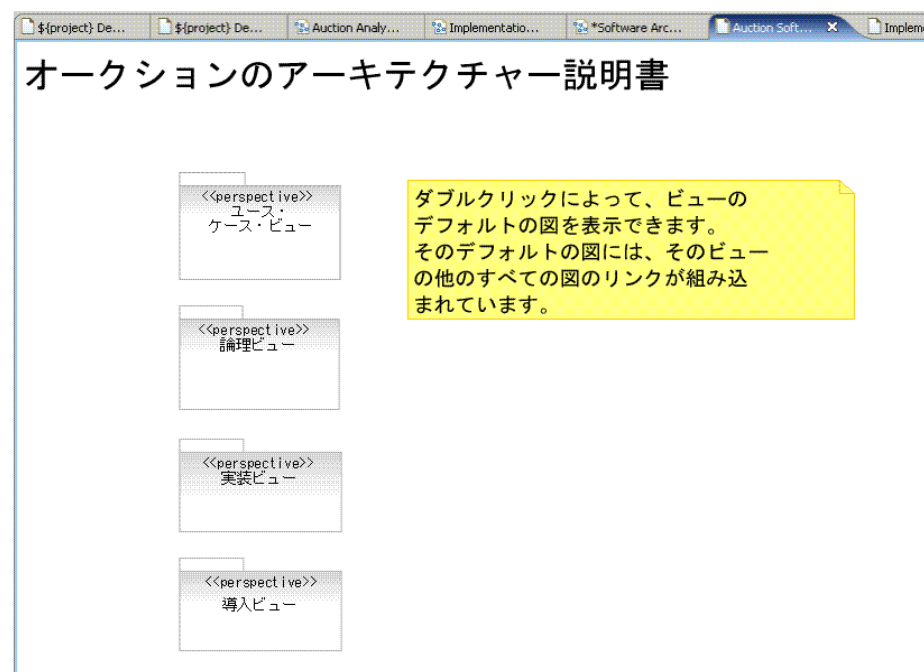 ${project} De...
${project} De...
Auction Analy...
Implementatio...
*Software Arc...
Auction Soft...
Implem
オークションのアーキテクチャー説明書
<<perspective>>
ユース・
ケース・ビュー
ダブルクリックによって、ビューの
デフォルトの図を表示できます。
そのデフォルトの図には、そのビュー
の他のすべての図のリンクが組み込
まれています。
<<perspective>>
論理ビュー
<<perspective>>
実装ビュー
<<perspective>>
導入ビュー